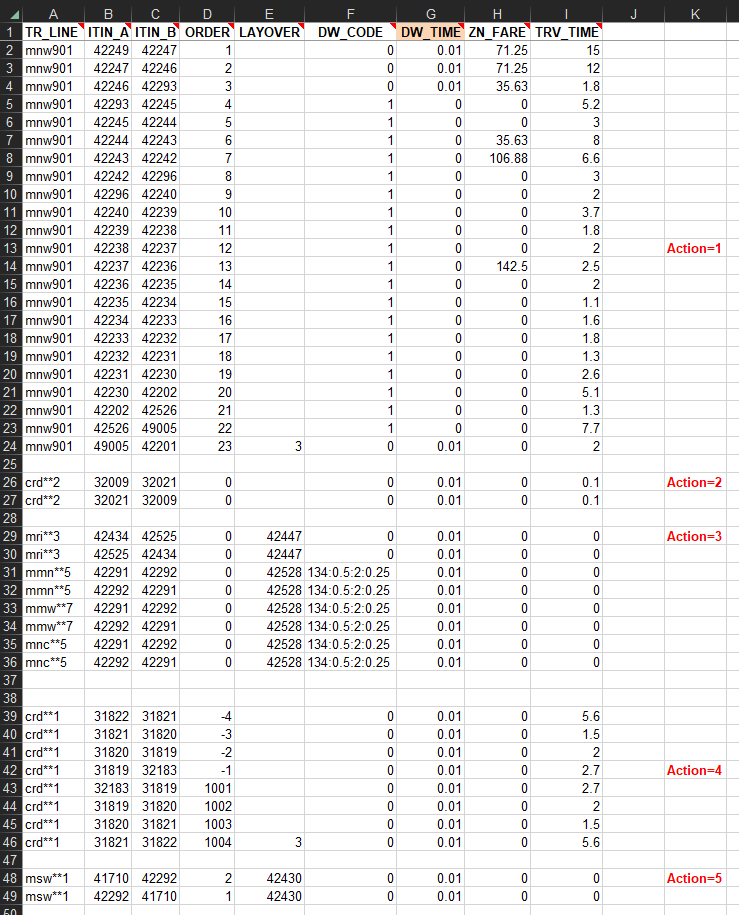 A B C D E F G H I J K
1 TR_LINE ITIN_A ITIN_B ORDER LAYOVER DW_CODE DW_TIME ZN_FARE TRV_TIME
2 mnw901 42249 42247 1 0 0.01 71.25 15
3 mnw901 42247 42246 2 0 0.01 71.25 12
4 mnw901 42246 42293 3 0 0.01 35.63 1.8
5 mnw901 42293 42245 4 1 0 0 5.2
6 mnw901 42245 42244 5 1 0 0 3
7 mnw901 42244 42243 6 1 0 35.63 8
8 mnw901 42243 42242 7 1 0 106.88 6.6
9 mnw901 42242 42296 8 1 0 0 3
10 mnw901 42296 42240 9 1 0 0 2
11 mnw901 42240 42239 10 1 0 0 3.7
12 mnw901 42239 42238 11 1 0 0 1.8
13 mnw901 42238 42237 12 1 0 0 2 Action=1
14 mnw901 42237 42236 13 1 0 142.5 2.5
15 mnw901 42236 42235 14 1 0 0 2
16 mnw901 42235 42234 15 1 0 0 1.1
17 mnw901 42234 42233 16 1 0 0 1.6
18 mnw901 42233 42232 17 1 0 0 1.8
19 mnw901 42232 42231 18 1 0 0 1.3
20 mnw901 42231 42230 19 1 0 0 2.6
21 mnw901 42230 42202 20 1 0 0 5.1
22 mnw901 42202 42526 21 1 0 0 1.3
23 mnw901 42526 49005 22 1 0 0 7.7
24 mnw901 49005 42201 23 3 0 0.01 0 2
25
26 crd**2 32009 32021 0 0 0.01 0 0.1 Action=2
27 crd**2 32021 32009 0 0 0.01 0 0.1
28
29 mri**3 42434 42525 0 42447 0 0.01 0 0 Action=3
30 mri**3 42525 42434 0 42447 0 0.01 0 0
31 mmn**5 42291 42292 0 42528 134:0.5:2:0.25 0.01 0 0
32 mmn**5 42292 42291 0 42528 134:0.5:2:0.25 0.01 0 0
33 mmw**7 42291 42292 0 42528 134:0.5:2:0.25 0.01 0 0
34 mmw**7 42292 42291 0 42528 134:0.5:2:0.25 0.01 0 0
35 mnc**5 42291 42292 0 42528 134:0.5:2:0.25 0.01 0 0
36 mnc**5 42292 42291 0 42528 134:0.5:2:0.25 0.01 0 0
37
38
39 crd**1 31822 31821 -4 0 0.01 0 5.6
40 crd**1 31821 31820 -3 0 0.01 0 1.5
41 crd**1 31820 31819 -2 0 0.01 0 2
42 crd**1 31819 32183 -1 0 0.01 0 2.7 Action=4
43 crd**1 32183 31819 1001 0 0.01 0 2.7
44 crd**1 31819 31820 1002 0 0.01 0 2
45 crd**1 31820 31821 1003 0 0.01 0 1.5
46 crd**1 31821 31822 1004 3 0 0.01 0 5.6
47
48 msw**1 41710 42292 2 42430 0 0.01 0 0 Action=5
49 msw**1 42292 41710 1 42430 0 0.01 0 0
50